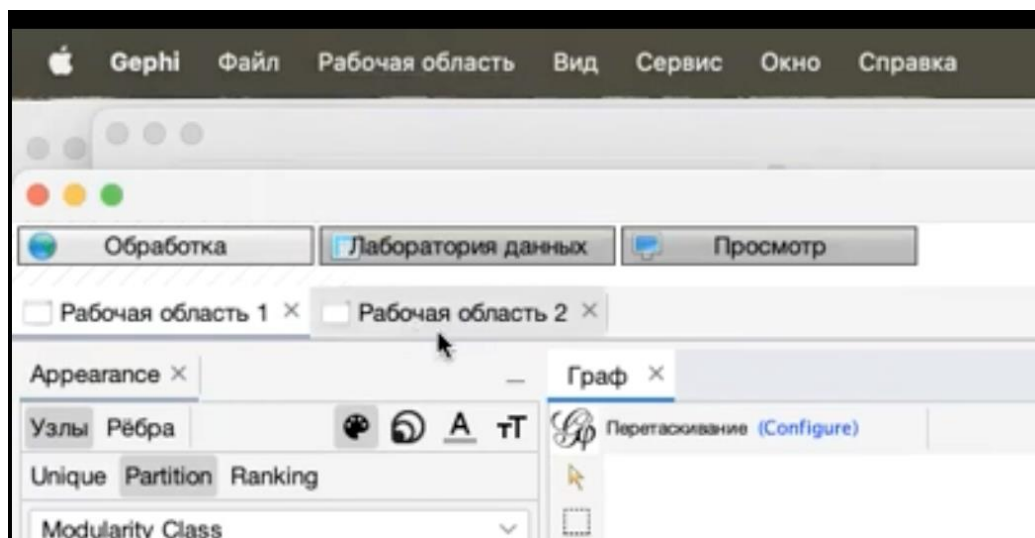 Gephi Файл Рабочая область Вид Сервис Окно Справка
Обработка Лаборатория данных Просмотр
Рабочая область 1 × Рабочая область 2 ×
Appearance × Граф ×
Узлы Рёбра A тT Перетаскивание (Configure)
Unique Partition Ranking
Modularity Class